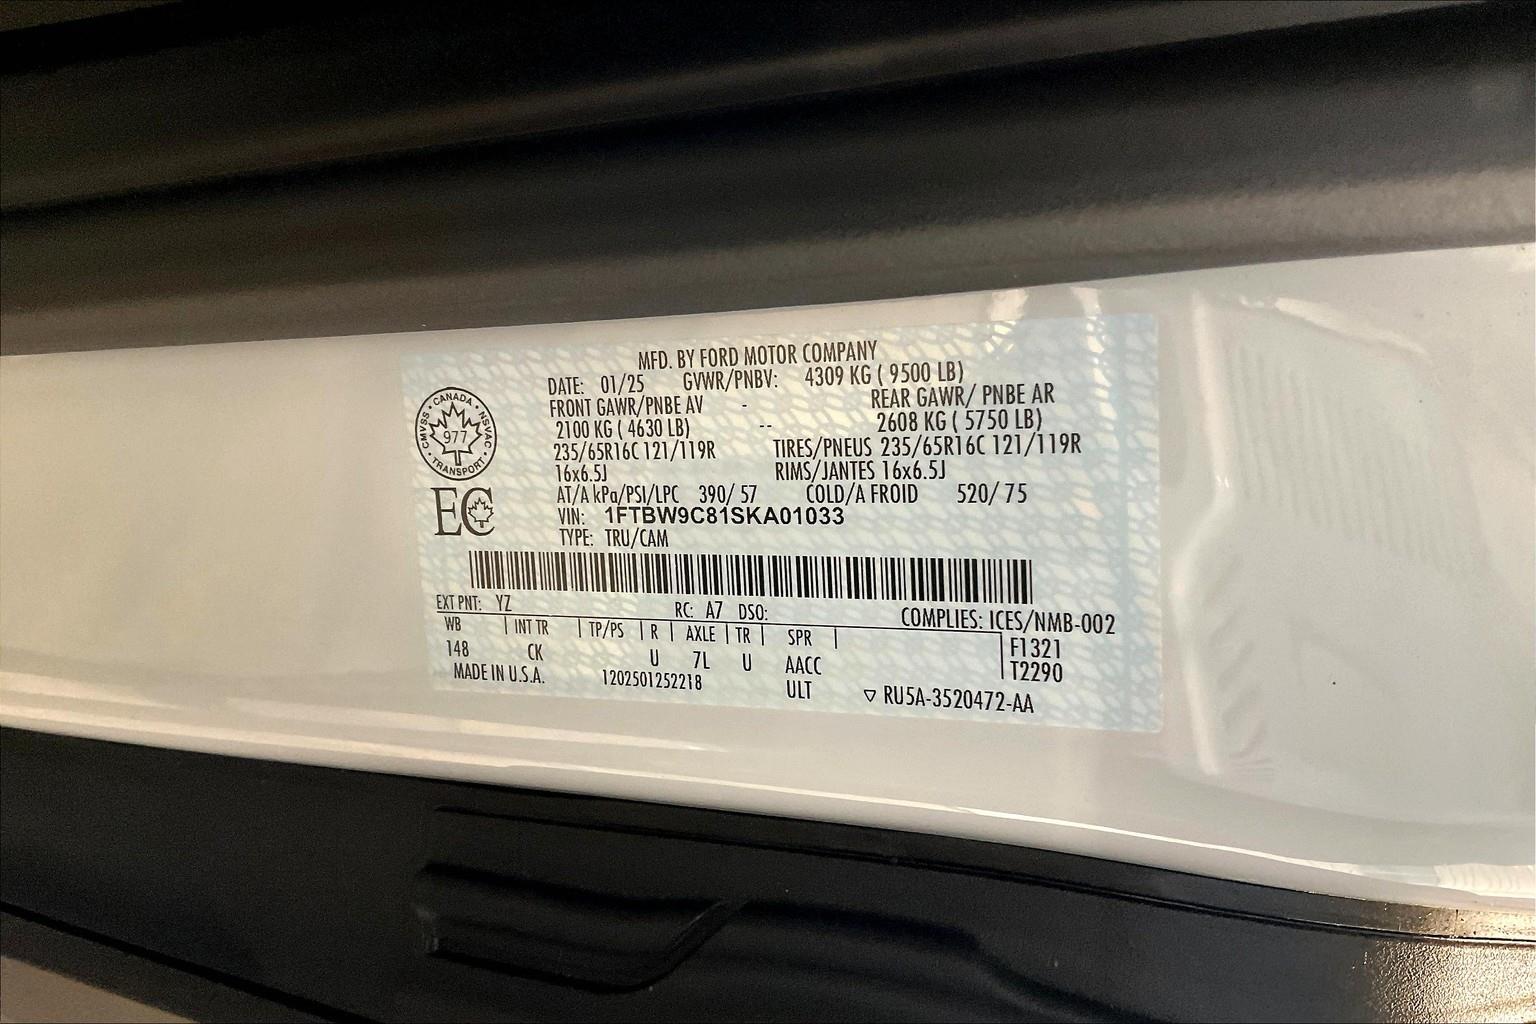 MFD. BY FORD MOTOR COMPANY
DATE: 01/25 GVWR/PNBV: 4309 KG ( 9500 LB)
FRONT GAWR/PNBE AV - REAR GAWR/ PNBE AR
2100 KG ( 4630 LB) -- 2608 KG ( 5750 LB)
235/65R16C 121/119R TIRES/PNEUS 235/65R16C 121/119R
16x6.5J RIMS/JANTES 16x6.5J
AT/A kPa/PSI/LPC 390/ 57 COLD/A FROID 520/ 75
VIN: 1FTBW9C81SKA01033
TYPE: TRU/CAM
CANADA
CMVSS 977 NSVAC
TRANSPORT
EC
EXT PNT: YZ RC: A7 DSO: COMPLIES: ICES/NMB-002
WB | INT TR | TP/PS | R | AXLE | TR | SPR | F1321
148 CK U 7L U AACC T2290
MADE IN U.S.A. 1202501252218 ULT ▽ RU5A-3520472-AA